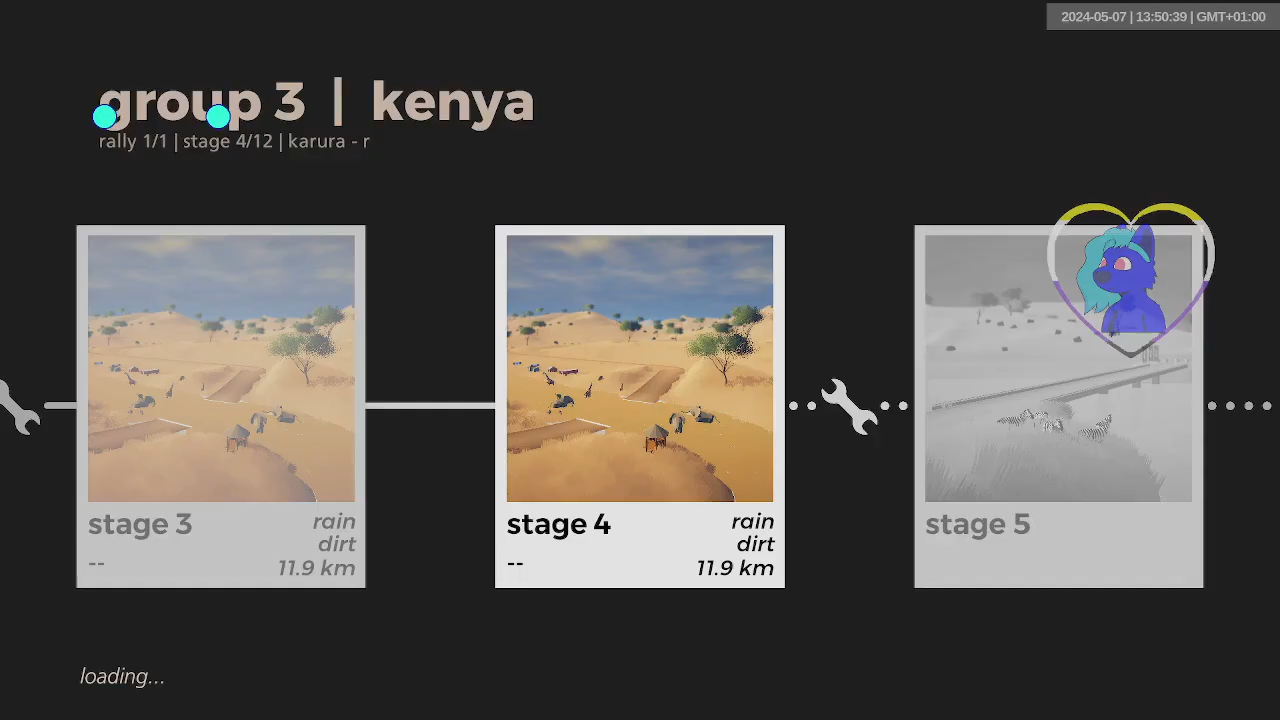 2024-05-07 | 13:50:39 | GMT+01:00
group 3 | kenya
rally 1/1 | stage 4/12 | karura - r
stage 3
rain
dirt
--
11.9 km
stage 4
rain
dirt
--
11.9 km
stage 5
loading...